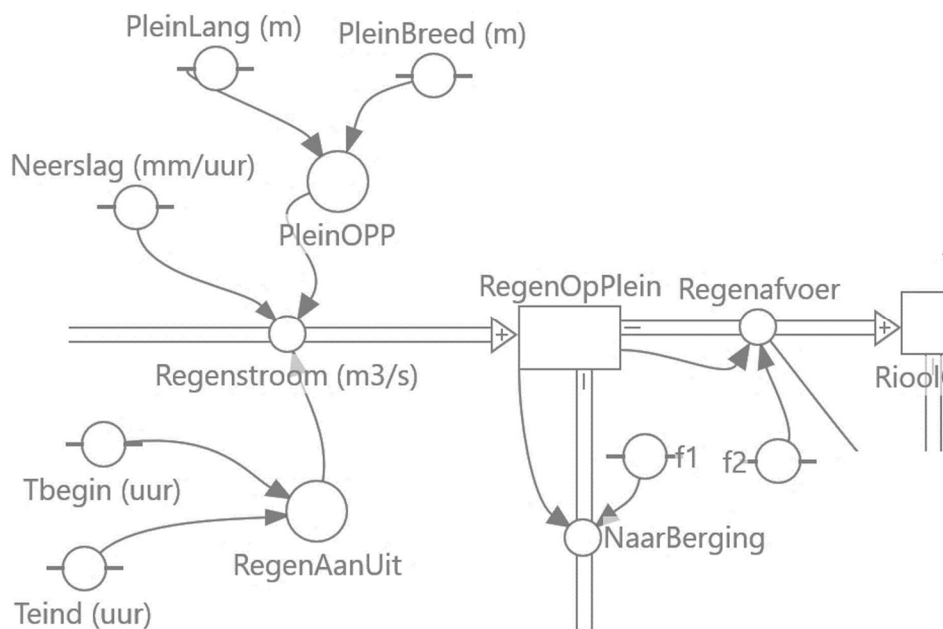 PleinLang (m)
PleinBreed (m)
Neerslag (mm/uur)
PleinOPP
RegenOpPlein
Regenafvoer
Regenstroom (m3/s)
Tbegin (uur)
f1
f2
NaarBerging
RegenAanUit
Teind (uur)